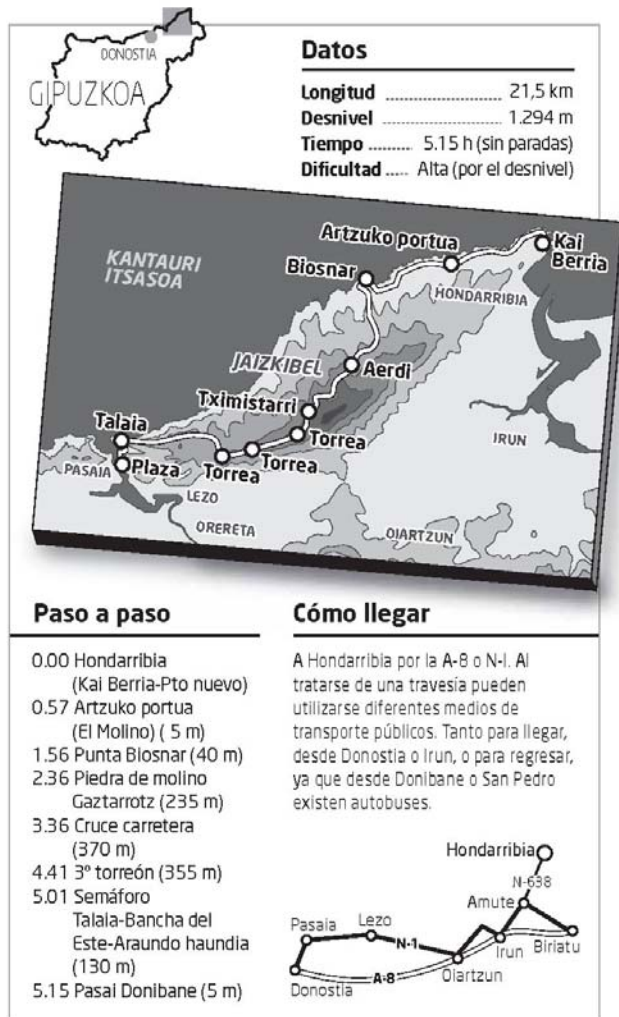 DONOSTIA
GIPUZKOA
Datos
Longitud .................. 21,5 km
Desnivel .................. 1.294 m
Tiempo ........ 5.15 h (sin paradas)
Dificultad .... Alta (por el desnivel)
KANTAURI
ITSASOA
Artzuko portua
Kai
Berria
Biosnar
HONDARRIBIA
JAIZKIBEL
Aerdi
Tximistarri
Talaia
Torrea
IRUN
Plaza
Torrea
Torrea
PASAIA
LEZO
ORERETA
OIARTZUN
Paso a paso
0.00 Hondarribia
(Kai Berria-Pto nuevo)
0.57 Artzuko portua
(El Molino) ( 5 m)
1.56 Punta Biosnar (40 m)
2.36 Piedra de molino
Gaztarrotz (235 m)
3.36 Cruce carretera
(370 m)
4.41 3º torreón (355 m)
5.01 Semáforo
Talaia-Bancha del
Este-Araundo haundia
(130 m)
5.15 Pasai Donibane (5 m)
Cómo llegar
A Hondarribia por la A-8 o N-I. Al
tratarse de una travesía pueden
utilizarse diferentes medios de
transporte públicos. Tanto para llegar,
desde Donostia o Irun, o para regresar,
ya que desde Donibane o San Pedro
existen autobuses.
Hondarribia
N-638
Amute
Pasaia
Lezo
N-1
Irun
Biriatu
Oiartzun
A-8
Donostia